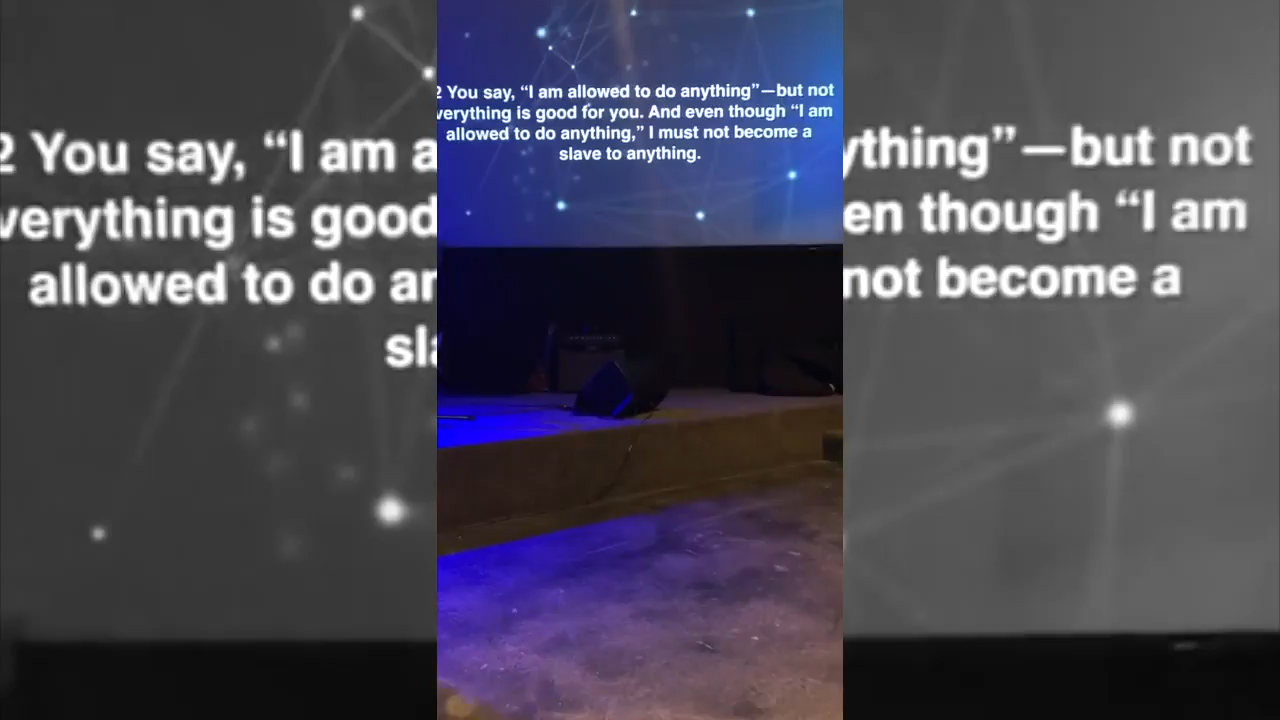 2 You say, “I am allowed to do anything”—but not
verything is good for you. And even though “I am
allowed to do anything,” I must not become a
slave to anything.